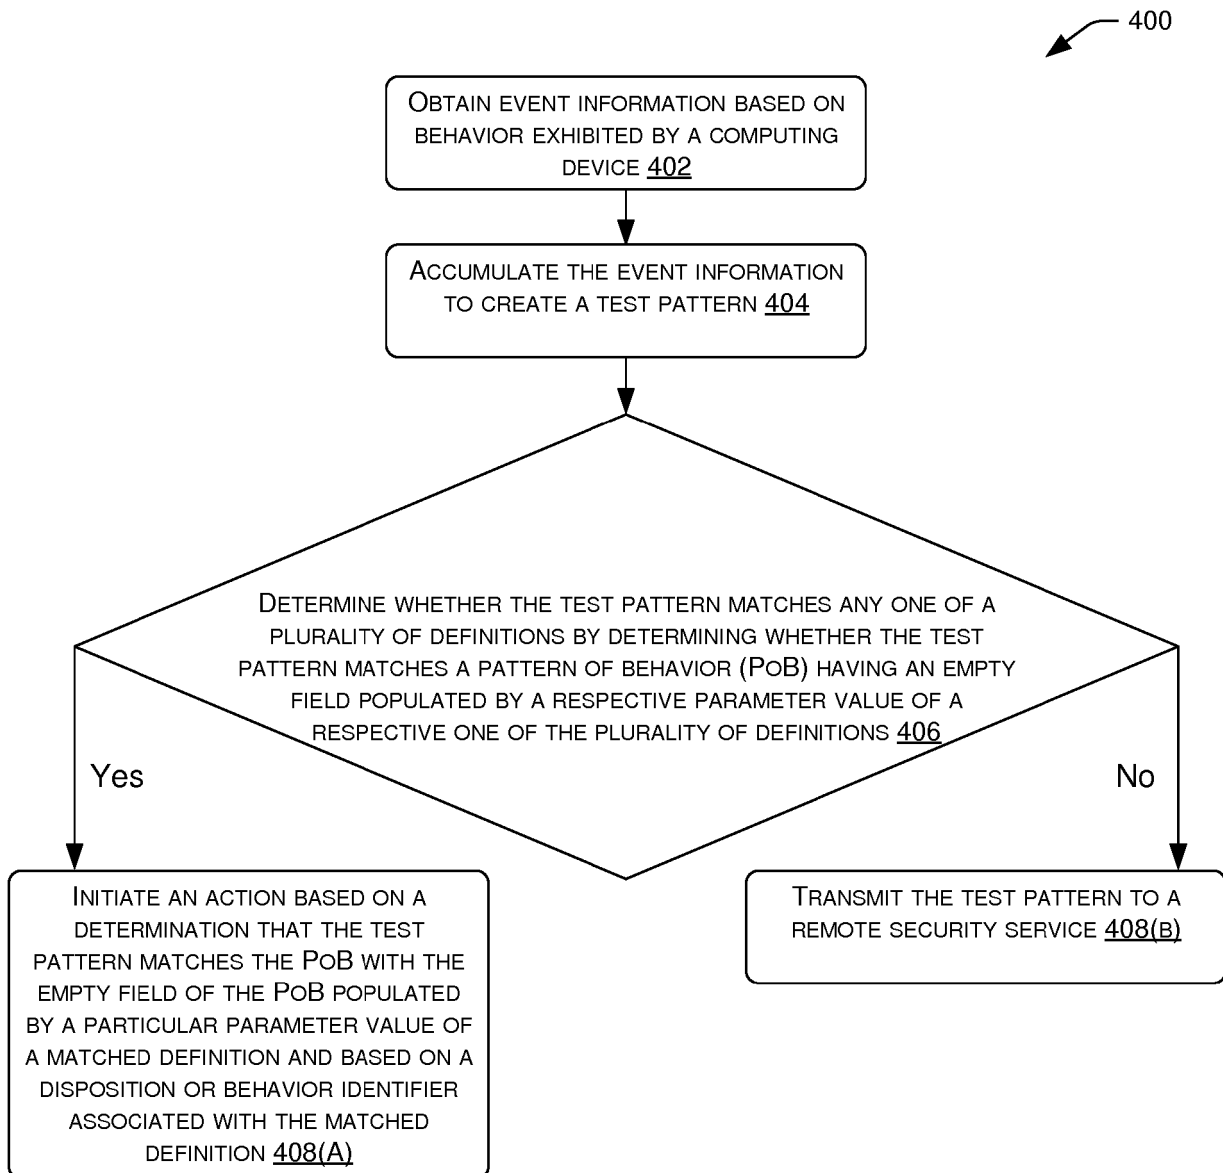 400
OBTAIN EVENT INFORMATION BASED ON
BEHAVIOR EXHIBITED BY A COMPUTING
DEVICE 402
ACCUMULATE THE EVENT INFORMATION
TO CREATE A TEST PATTERN 404
DETERMINE WHETHER THE TEST PATTERN MATCHES ANY ONE OF A
PLURALITY OF DEFINITIONS BY DETERMINING WHETHER THE TEST
PATTERN MATCHES A PATTERN OF BEHAVIOR (POB) HAVING AN EMPTY
FIELD POPULATED BY A RESPECTIVE PARAMETER VALUE OF A
RESPECTIVE ONE OF THE PLURALITY OF DEFINITIONS 406
Yes
No
INITIATE AN ACTION BASED ON A
DETERMINATION THAT THE TEST
PATTERN MATCHES THE POB WITH THE
EMPTY FIELD OF THE POB POPULATED
BY A PARTICULAR PARAMETER VALUE OF
A MATCHED DEFINITION AND BASED ON A
DISPOSITION OR BEHAVIOR IDENTIFIER
ASSOCIATED WITH THE MATCHED
DEFINITION 408(A)
TRANSMIT THE TEST PATTERN TO A
REMOTE SECURITY SERVICE 408(B)